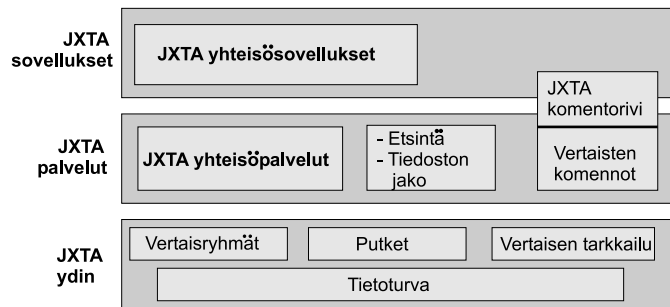 JXTA
sovellukset
JXTA yhteisösovellukset
JXTA
komentorivi
JXTA
palvelut
JXTA yhteisöpalvelut
- Etsintä
- Tiedoston
jako
Vertaisten
komennot
JXTA
ydin
Vertaisryhmät
Putket
Vertaisen tarkkailu
Tietoturva